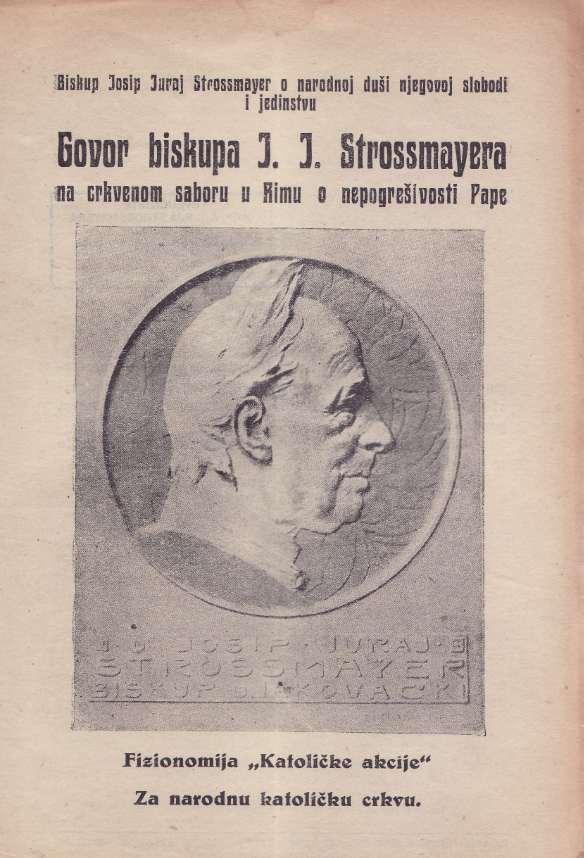 Biskup Josip Juraj Strossmayer o narodnoj duši njegovoj slobodi
i jedinstvu
Govor biskupa J. J. Strossmayera
na crkvenom saboru u Rimu o nepogrešivosti Pape
JOSIP · JURAJ
STROSSMAYER
BISKUP DJAKOVAČKI
Fizionomija „Katoličke akcije“
Za narodnu katoličku crkvu.